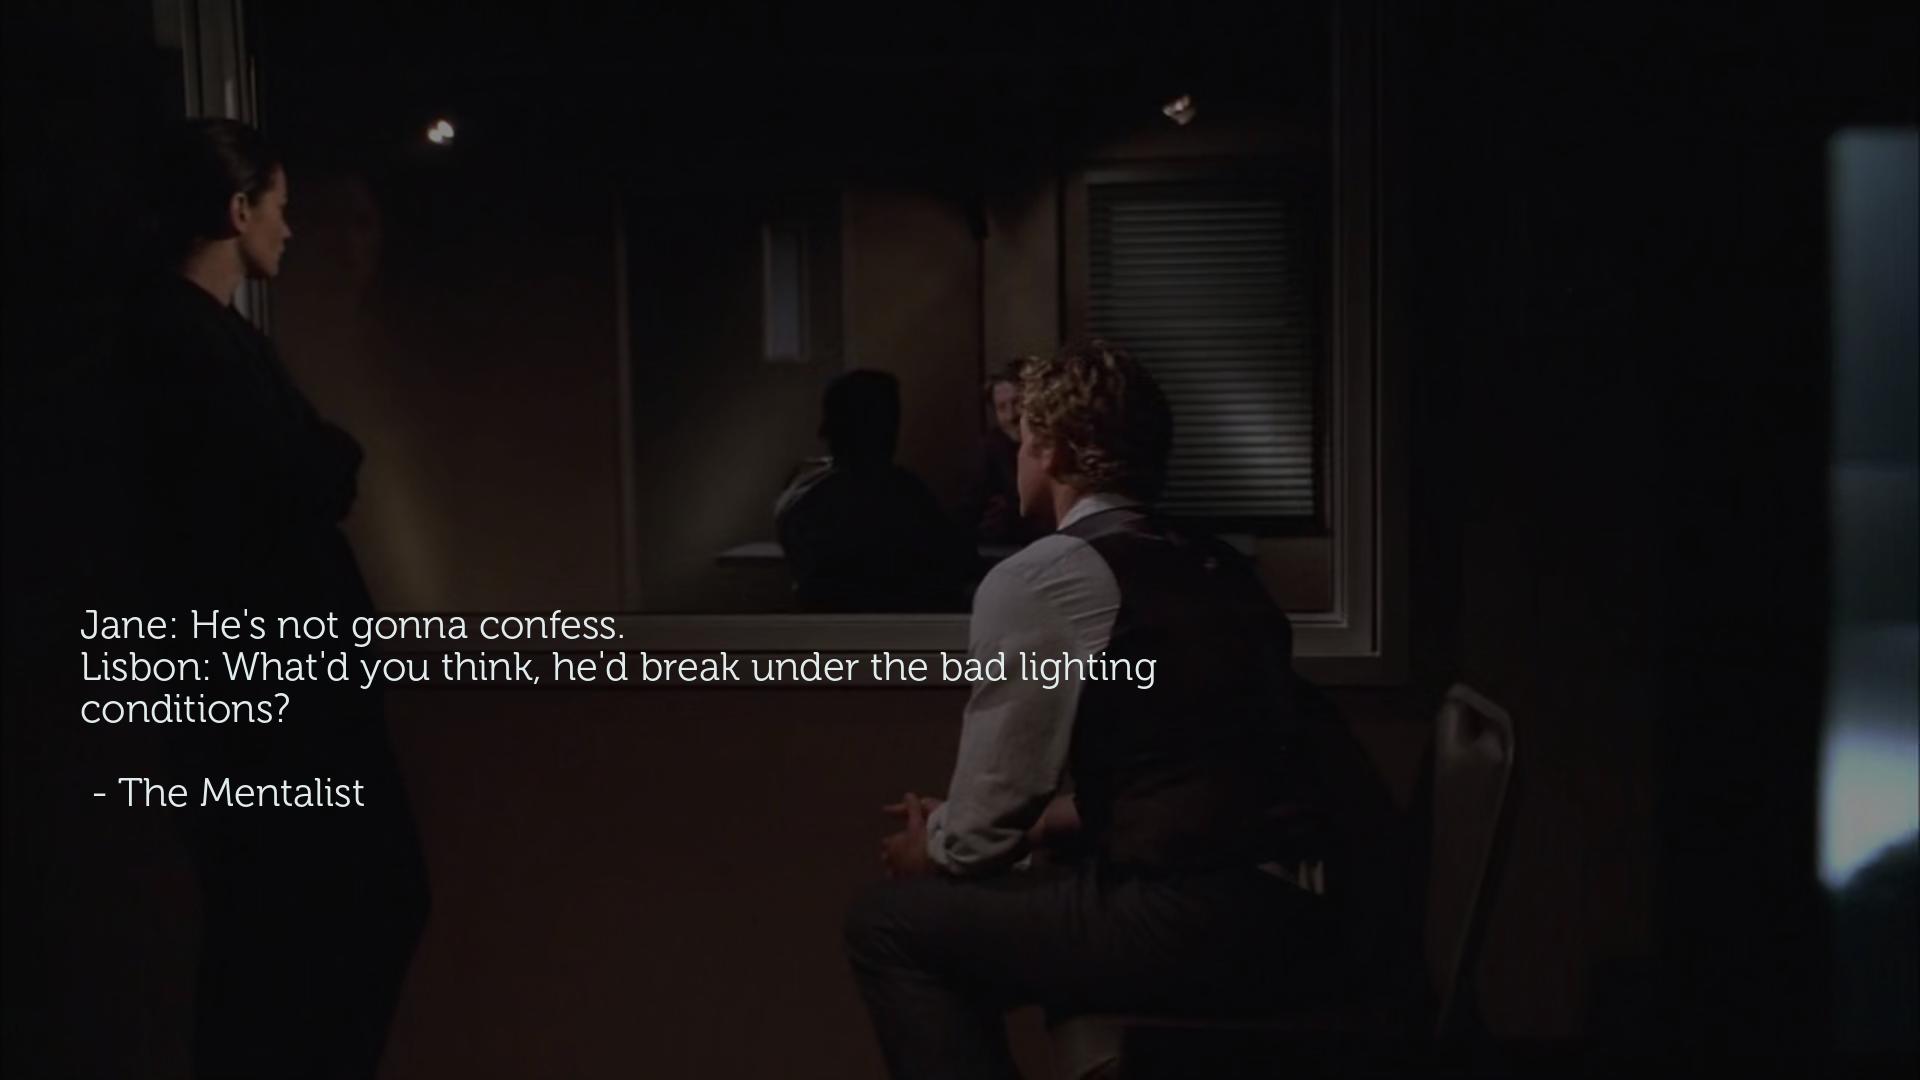 Jane: He's not gonna confess.
Lisbon: What'd you think, he'd break under the bad lighting
conditions?
- The Mentalist